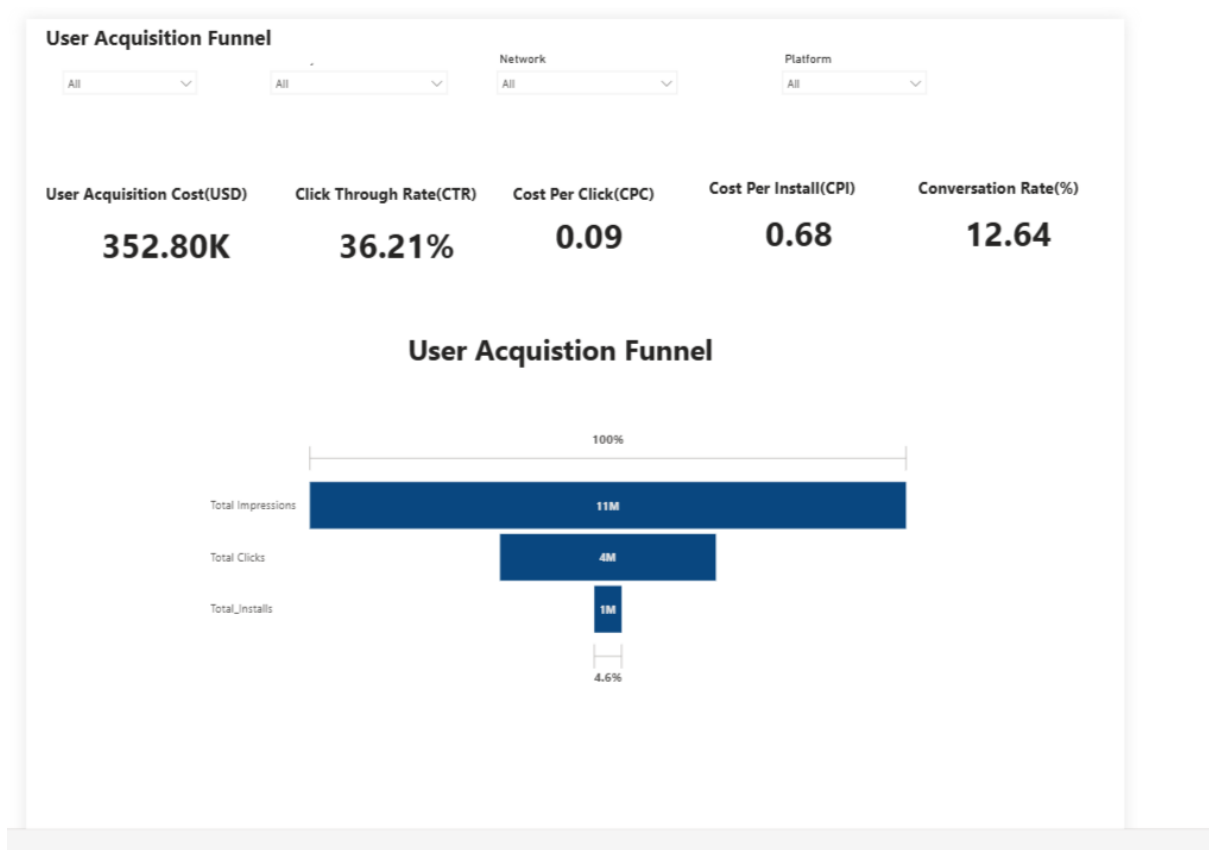 User Acquisition Funnel
Network
Platform
All
All
All
All
User Acquisition Cost(USD)
Click Through Rate(CTR)
Cost Per Click(CPC)
Cost Per Install(CPI)
Conversation Rate(%)
352.80K
36.21%
0.09
0.68
12.64
User Acquistion Funnel
100%
Total Impressions
11M
Total Clicks
4M
Total_Installs
1M
4.6%